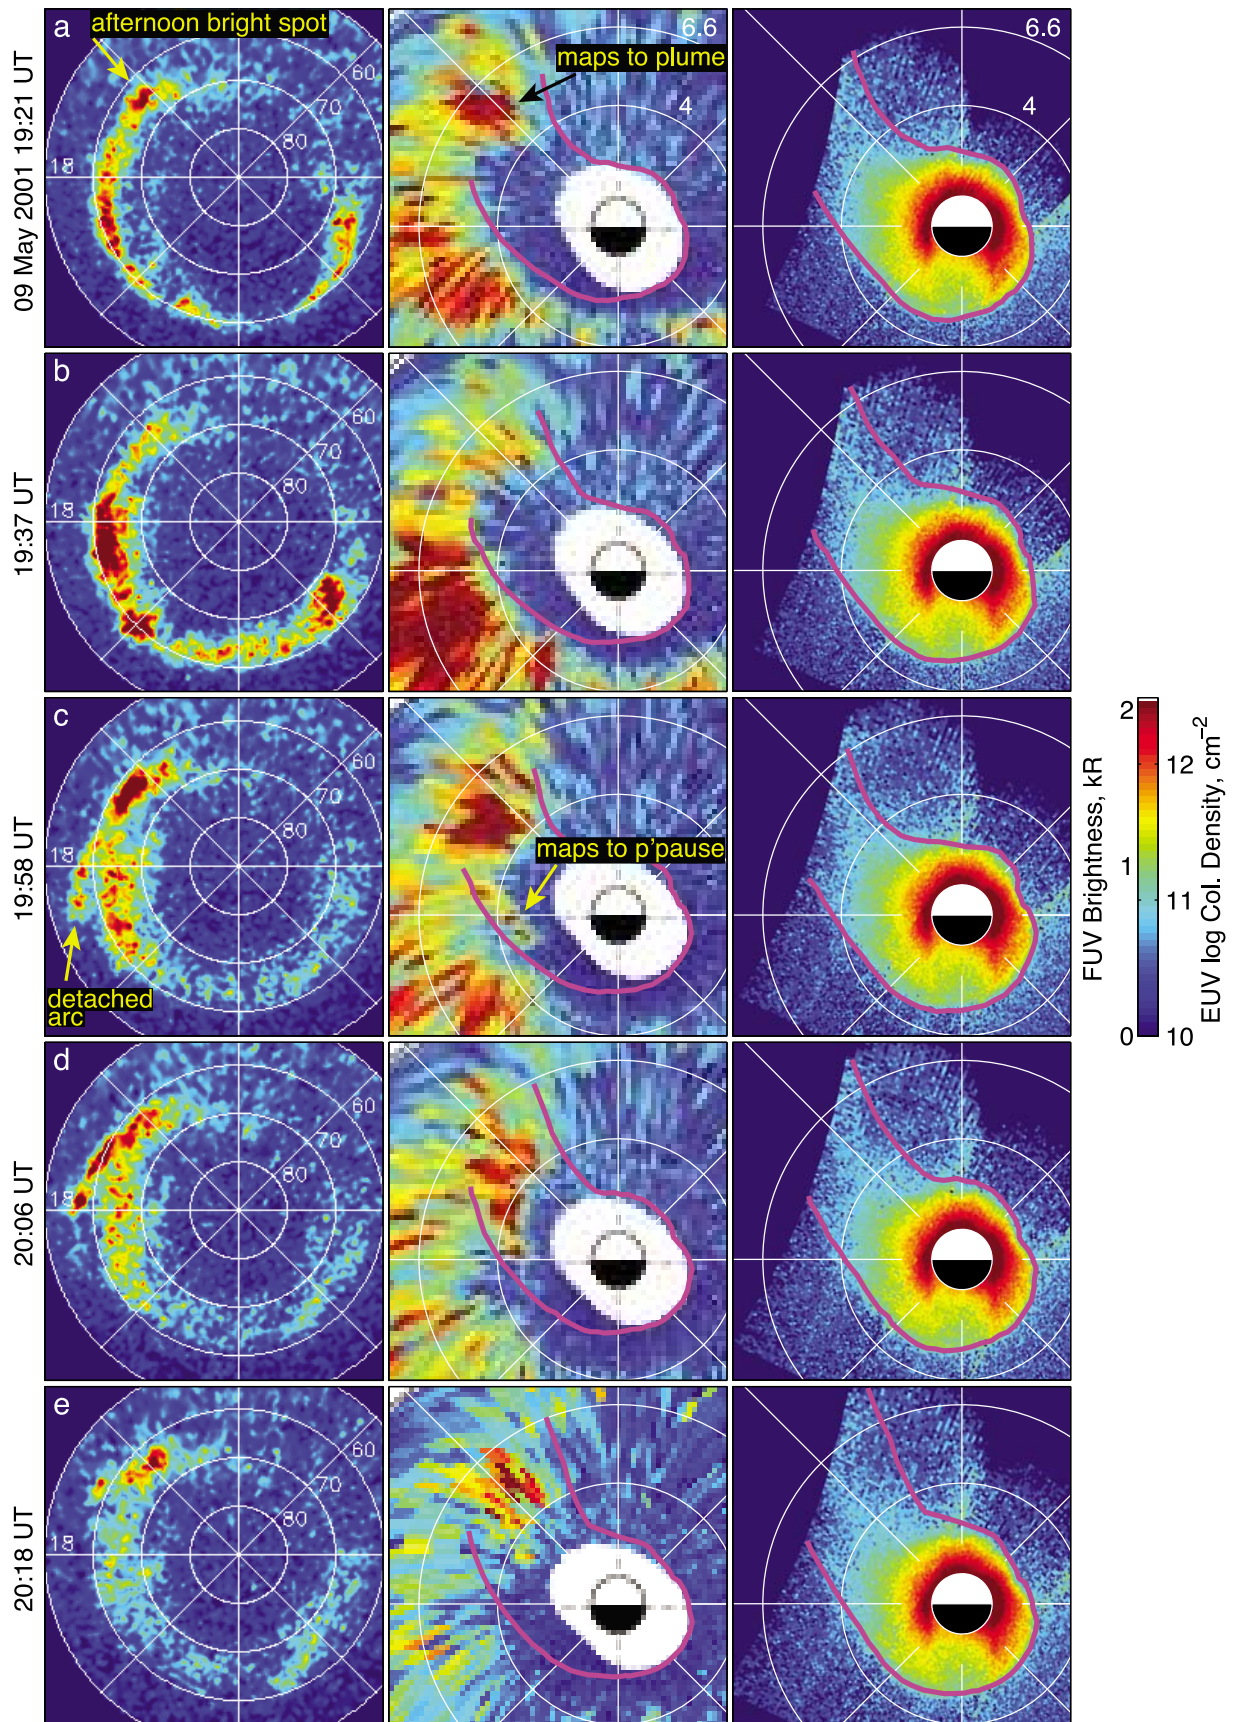 a
afternoon bright spot
60
70
80
18
09 May 2001 19:21 UT
6.6
maps to plume
4
6.6
4
b
60
70
80
18
19:37 UT
c
60
70
80
18
19:58 UT
detached
arc
maps to p'pause
2
1
0
FUV Brightness, kR
12
11
10
EUV log Col. Density, cm⁻²
d
60
70
80
18
20:06 UT
e
60
70
80
18
20:18 UT